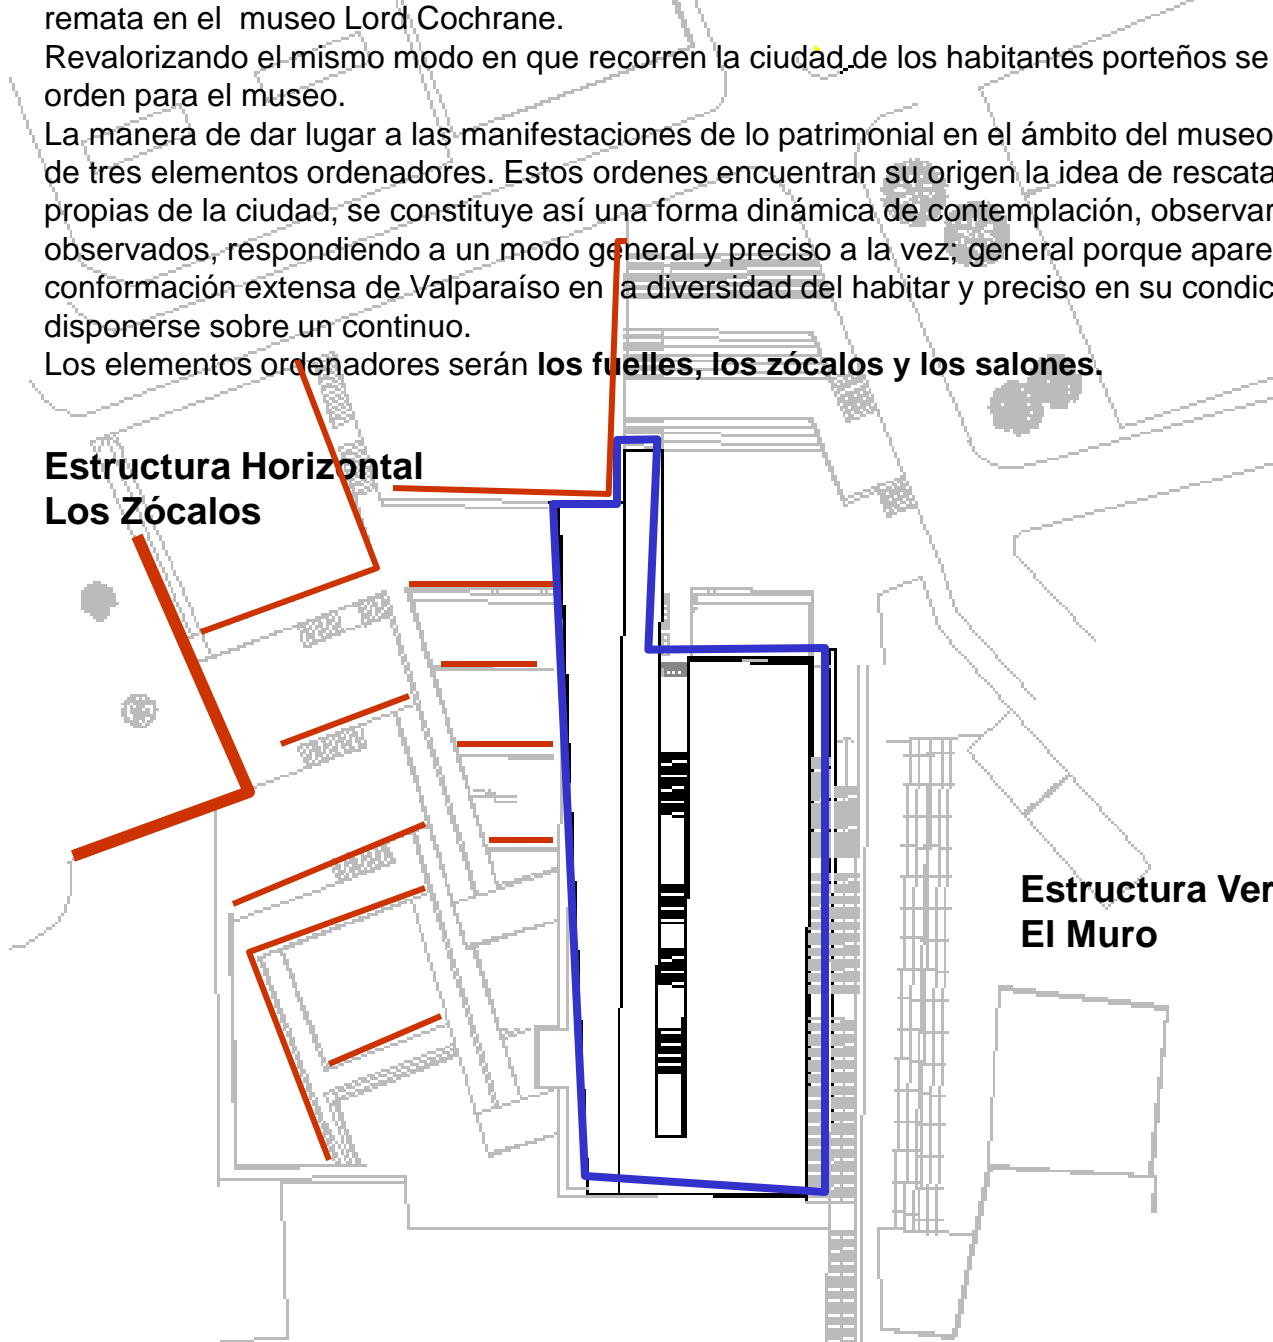 remata en el museo Lord Cochrane.
Revalorizando el mismo modo en que recorren la ciudad de los habitantes porteños se
orden para el museo.
La manera de dar lugar a las manifestaciones de lo patrimonial en el ámbito del museo
de tres elementos ordenadores. Estos ordenes encuentran su origen la idea de rescata
propias de la ciudad, se constituye así una forma dinámica de contemplación, observar
observados, respondiendo a un modo general y preciso a la vez; general porque apare
conformación extensa de Valparaíso en la diversidad del habitar y preciso en su condic
disponerse sobre un continuo.
Los elementos ordenadores serán los fuelles, los zócalos y los salones.
Estructura Horizontal
Los Zócalos
Estructura Ver
El Muro